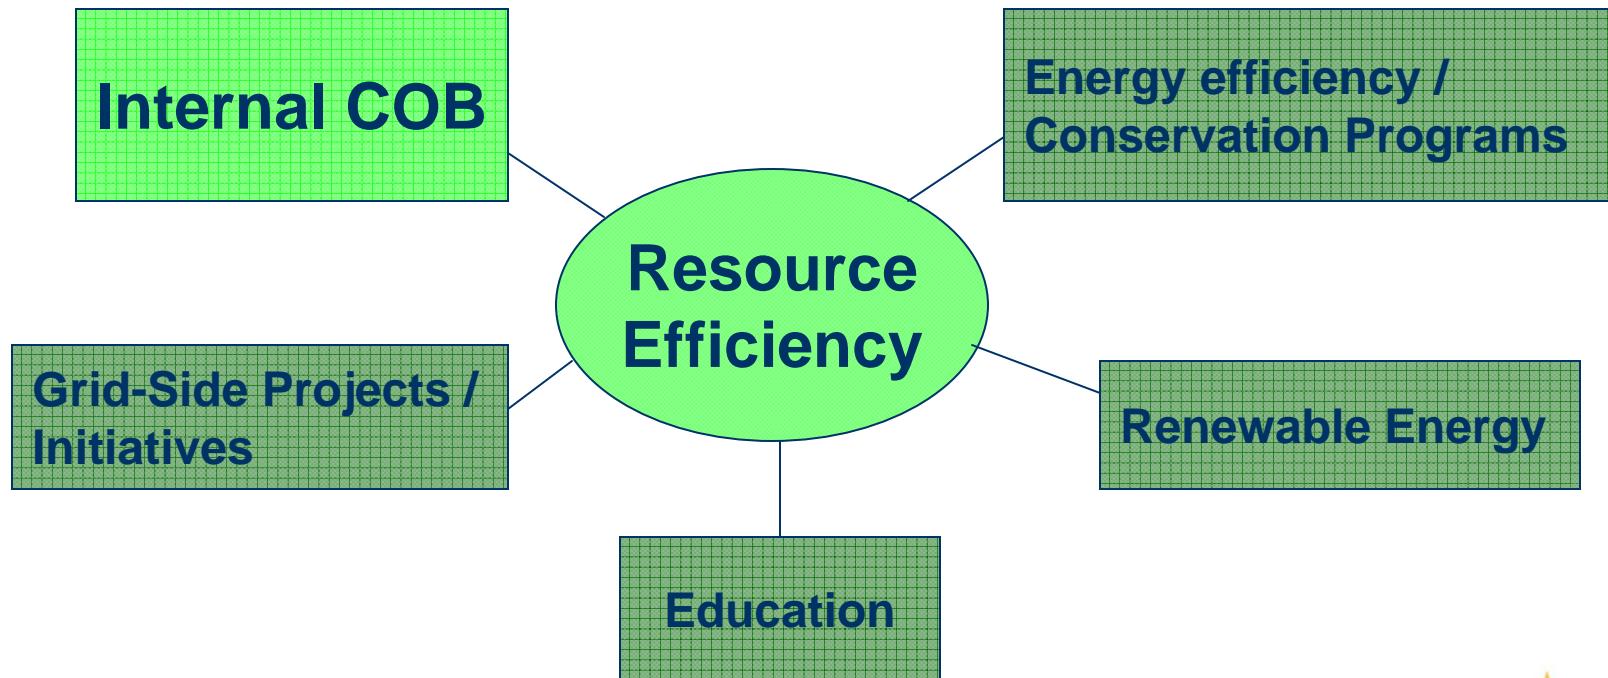 Internal COB
Energy efficiency /
Conservation Programs
Resource
Efficiency
Grid-Side Projects /
Initiatives
Renewable Energy
Education